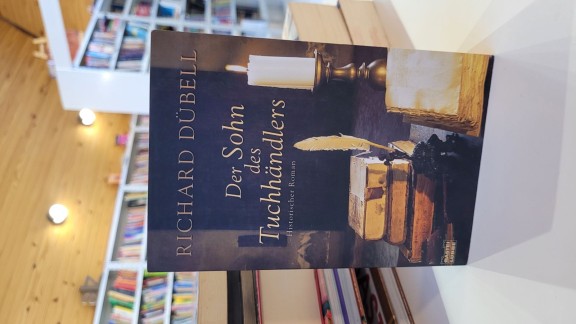 RICHARD DÜBELL
Der Sohn
des
Tuchhändlers
Historischer Roman